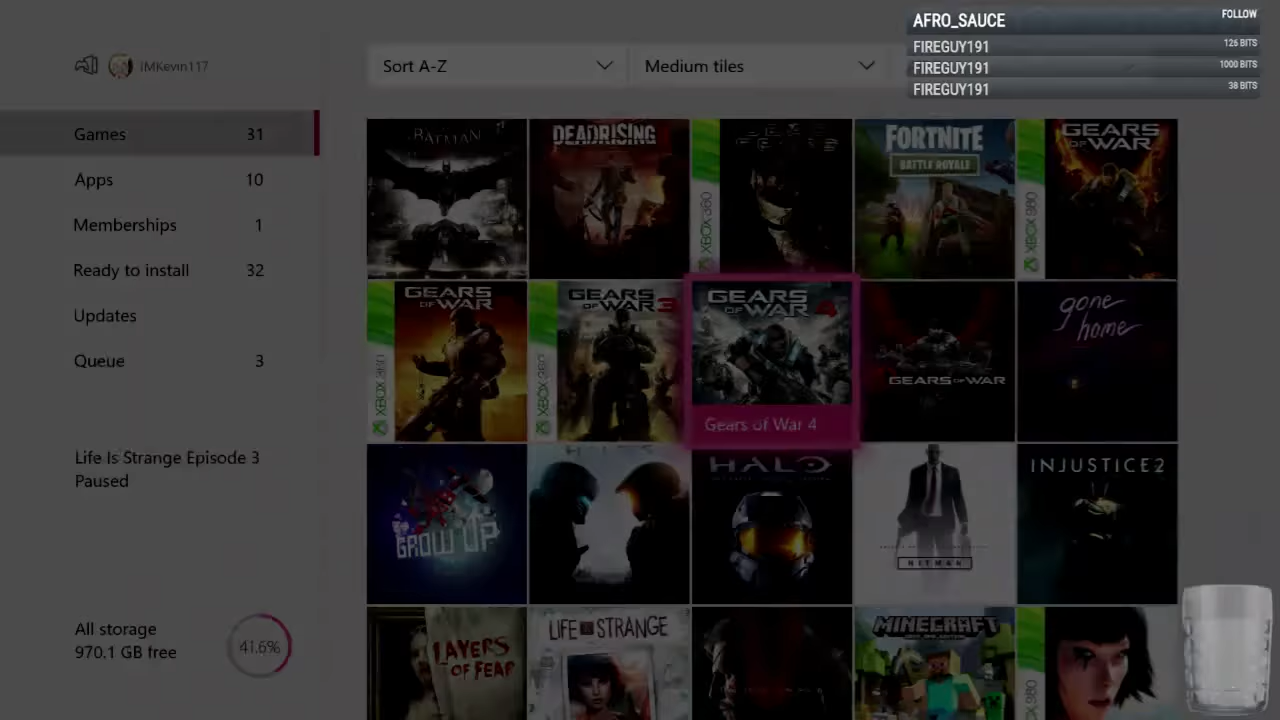 AFRO_SAUCE FOLLOW
FIREGUY191 126 BITS
FIREGUY191 1000 BITS
FIREGUY191 38 BITS
IMKevin117
Sort A-Z
Medium tiles
Games 31
Apps 10
Memberships 1
Ready to install 32
Updates
Queue 3
Life Is Strange Episode 3
Paused
All storage
970.1 GB free
41.6%
BATMAN
DEADRISING
XBOX 360
FORTNITE
BATTLE ROYALE
XBOX 360
GEARS
OF WAR
XBOX 360
GEARS
OF WAR
XBOX 360
GEARS
OF WAR 3
GEARS
OF WAR 4
Gears of War 4
GEARS OF WAR
gone
home
GROW UP
HALO
HITMAN
INJUSTICE 2
LAYERS
OF FEAR
LIFE IS STRANGE
MINECRAFT
XBOX 360